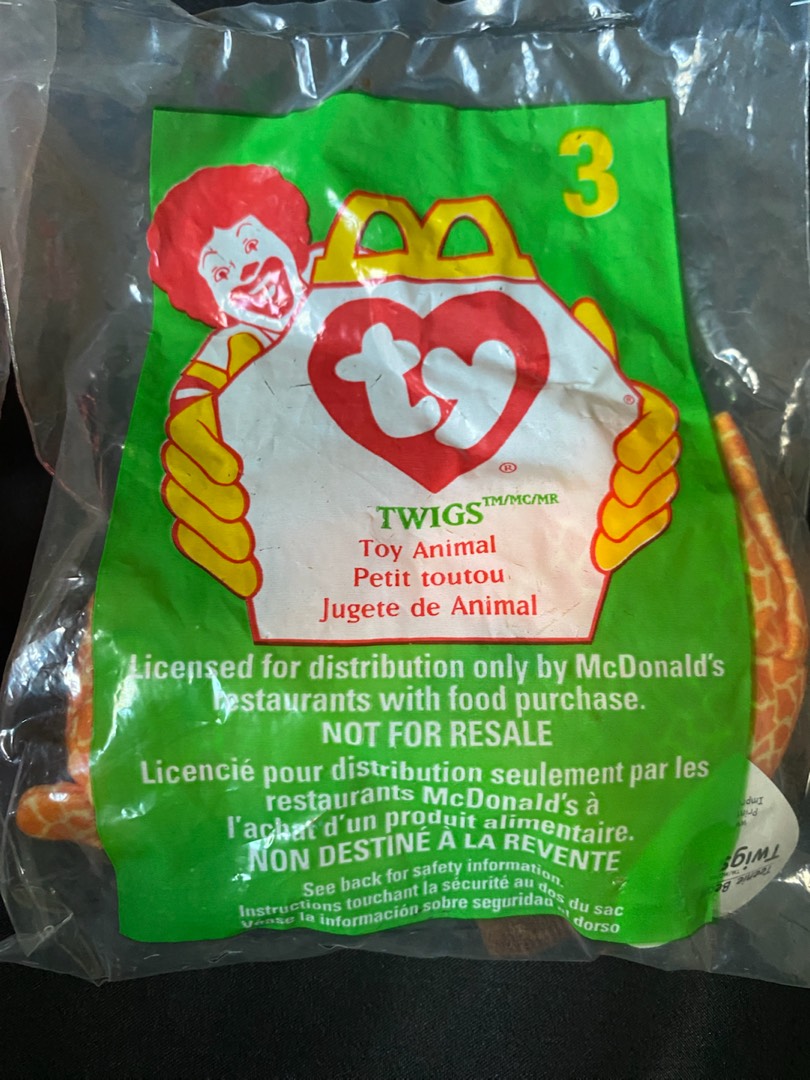 3
ty
®
®
TWIGS™/MC/MR
Toy Animal
Petit toutou
Jugete de Animal
Licensed for distribution only by McDonald's
restaurants with food purchase.
NOT FOR RESALE
Licencié pour distribution seulement par les
restaurants McDonald's à
l'achat d'un produit alimentaire.
NON DESTINÉ À LA REVENTE
See back for safety information.
Instructions touchant la sécurité au dos du sac
Véase la información sobre seguridad al dorso
Twigs